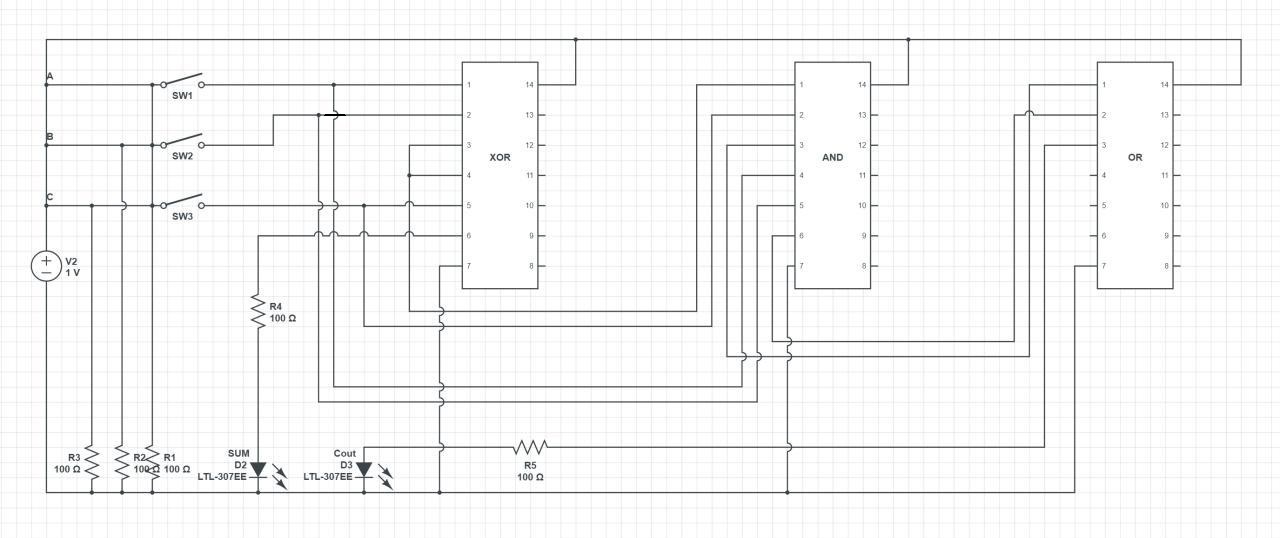 A
SW1
B
SW2
C
SW3
V2
1 V
R4
100 Ω
R3
100 Ω
R2
100 Ω
R1
100 Ω
SUM
D2
LTL-307EE
Cout
D3
LTL-307EE
R5
100 Ω
XOR
1 14
2 13
3 12
4 11
5 10
6 9
7 8
AND
1 14
2 13
3 12
4 11
5 10
6 9
7 8
OR
1 14
2 13
3 12
4 11
5 10
6 9
7 8